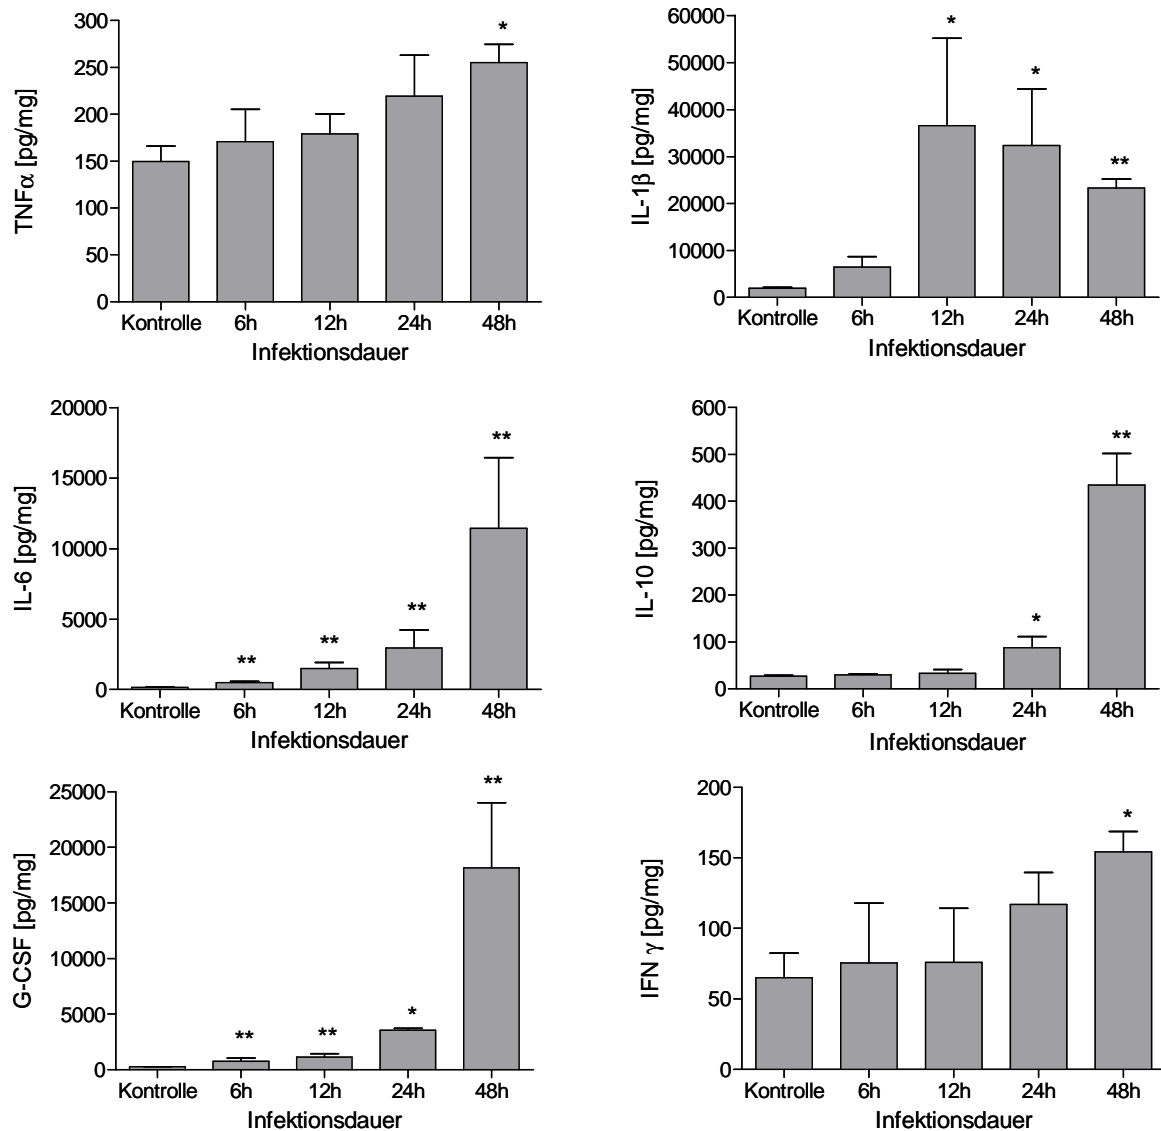 TNFα [pg/mg]
300
250
200
150
100
50
0
*
Kontrolle 6h 12h 24h 48h
Infektionsdauer
IL-1β [pg/mg]
60000
50000
40000
30000
20000
10000
0
*
*
**
Kontrolle 6h 12h 24h 48h
Infektionsdauer
IL-6 [pg/mg]
20000
15000
10000
5000
0
**
**
**
**
Kontrolle 6h 12h 24h 48h
Infektionsdauer
IL-10 [pg/mg]
600
500
400
300
200
100
0
*
**
Kontrolle 6h 12h 24h 48h
Infektionsdauer
G-CSF [pg/mg]
25000
20000
15000
10000
5000
0
**
**
*
**
Kontrolle 6h 12h 24h 48h
Infektionsdauer
IFN γ [pg/mg]
200
150
100
50
0
*
Kontrolle 6h 12h 24h 48h
Infektionsdauer